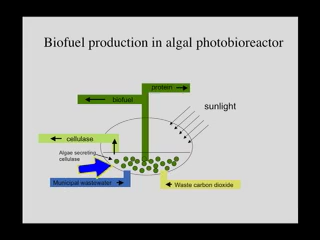 Biofuel production in algal photobioreactor
protein
biofuel
sunlight
cellulase
Algae secreting
cellulase
Municipal wastewater
Waste carbon dioxide